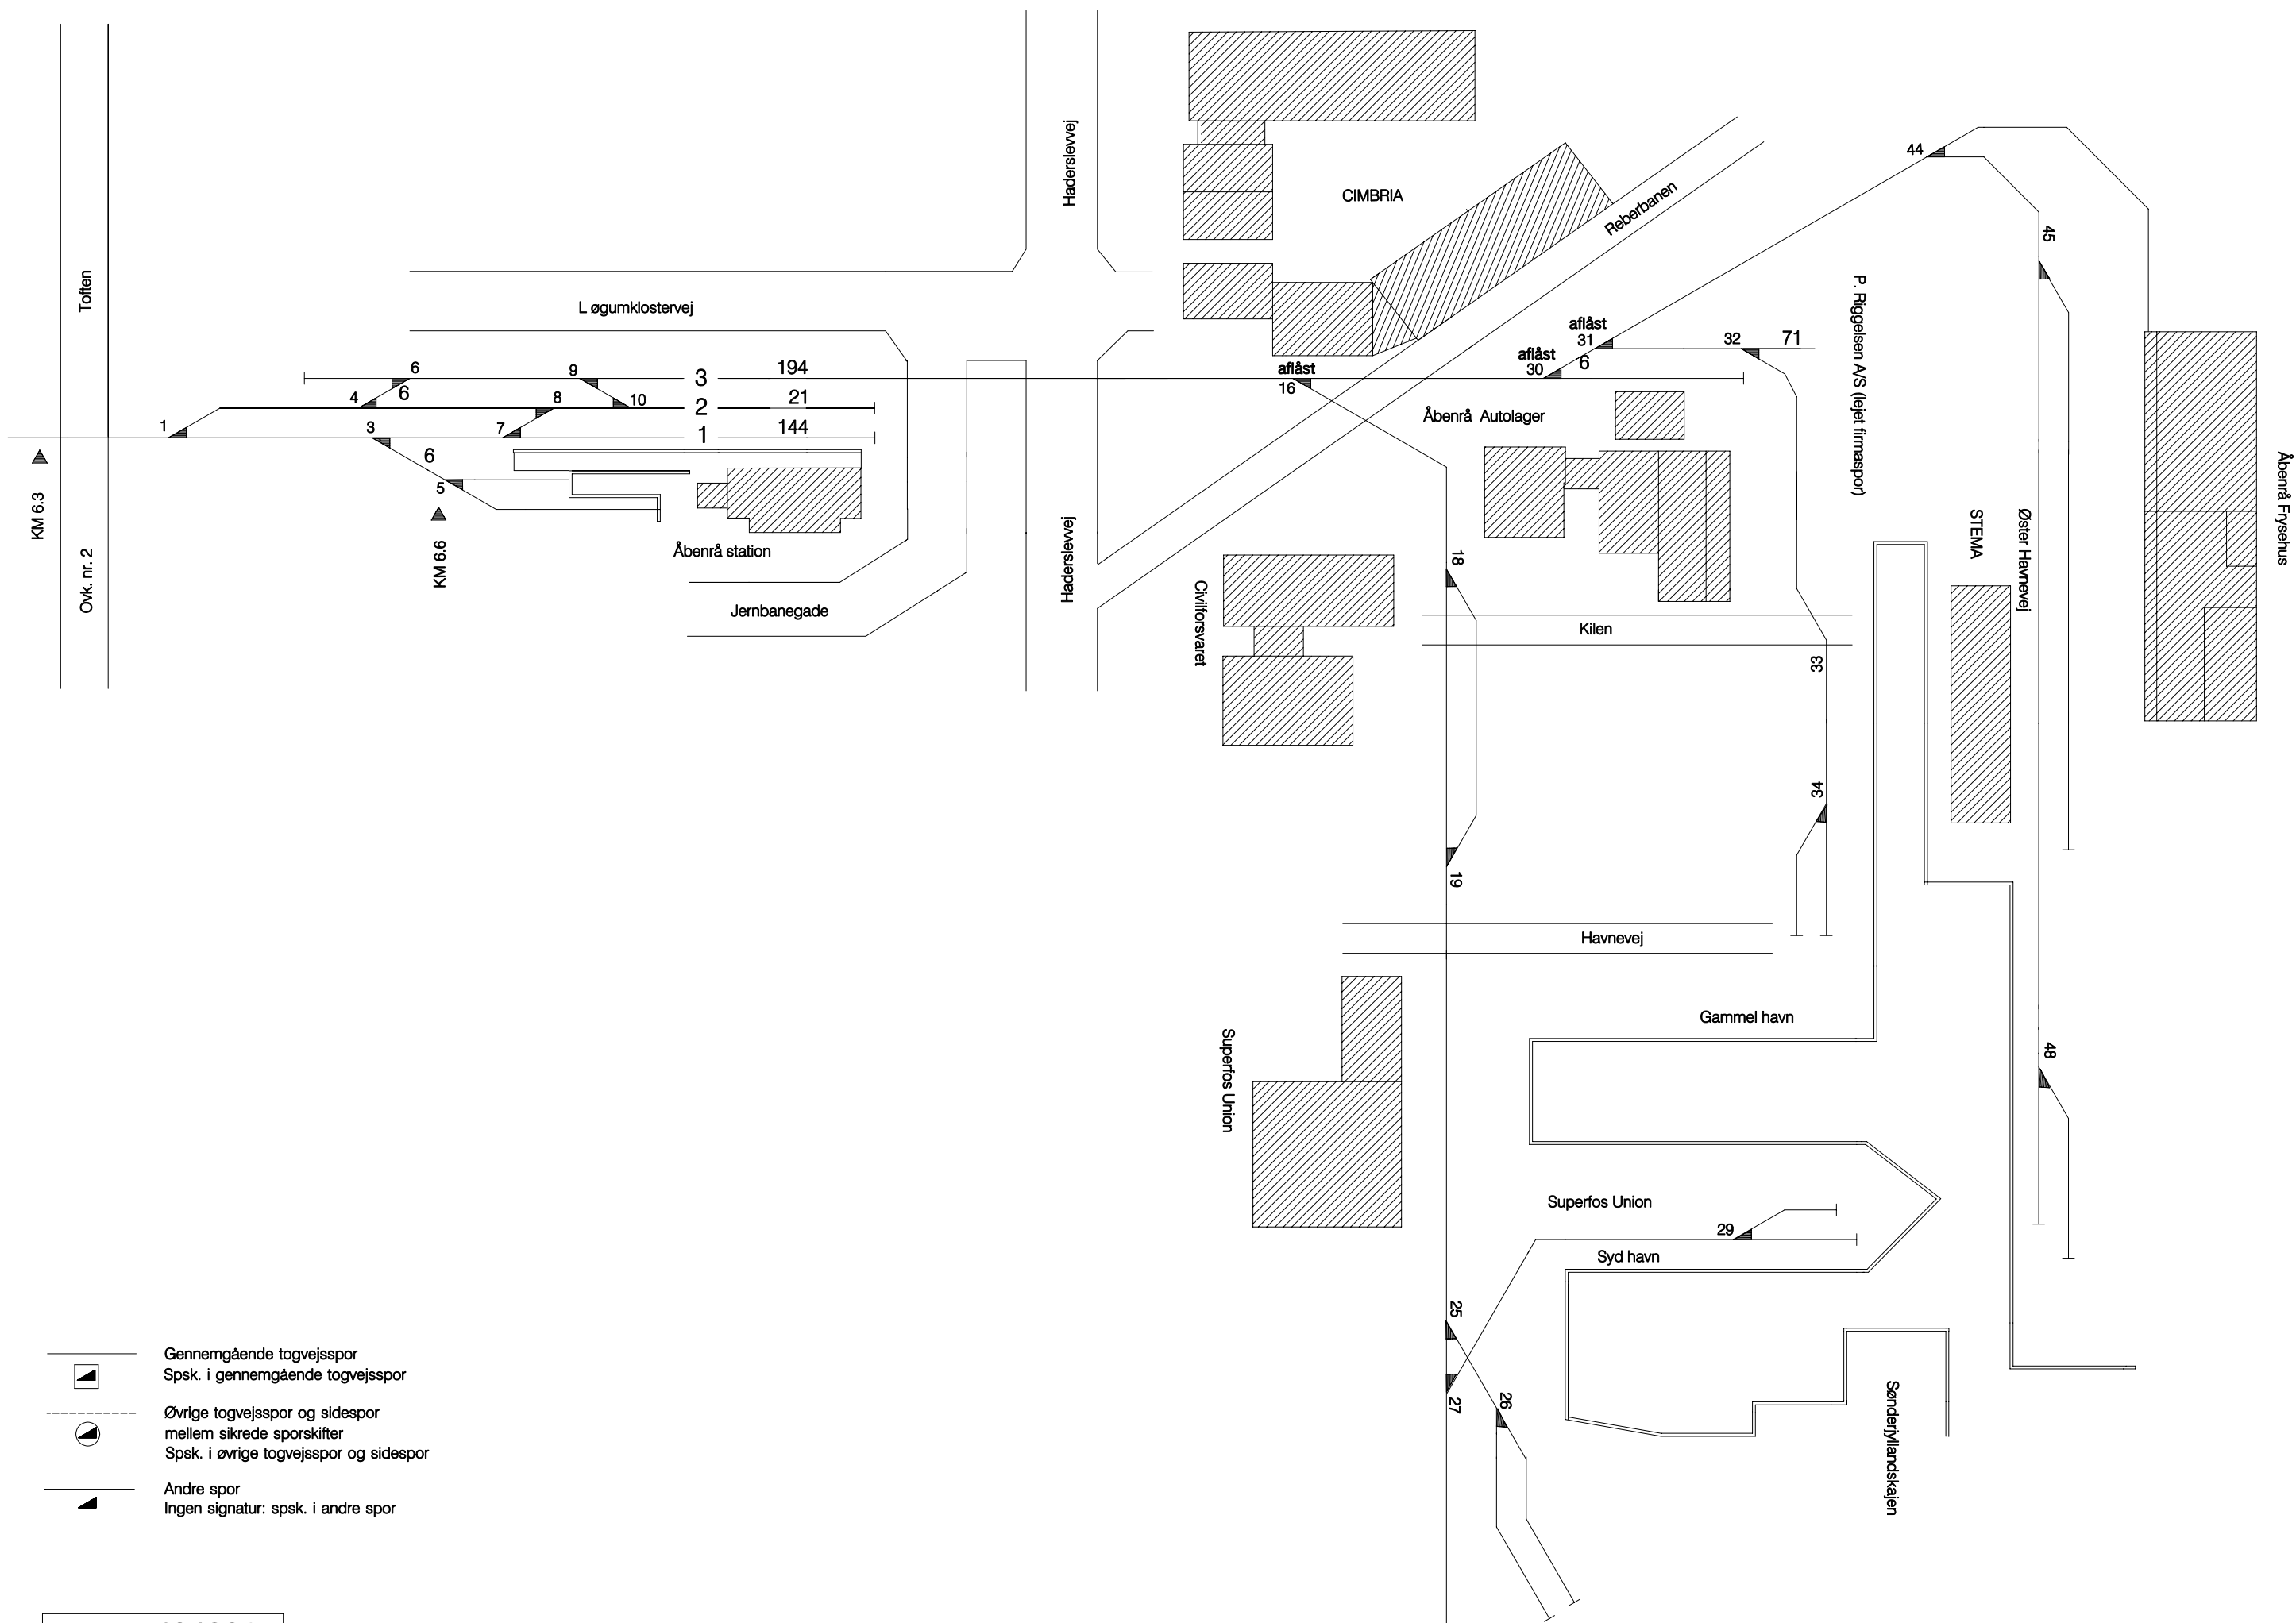 Toften
Ovk. nr. 2
KM 6.3
KM 6.6
Haderslevvej
L øgumklostervej
1
4
6
6
9
3
194
8
10
2
21
3
7
1
144
6
5
Åbenrå station
Jernbanegade
Haderslevvej
CIMBRIA
Reberbanen
aflåst
16
aflåst
30
6
aflåst
31
32
71
44
45
P. Riggelsen A/S (lejet firmaspor)
Åbenrå Autolager
Åbenrå Frysehus
Øster Havnevej
STEMA
Civilforsvaret
18
Kilen
33
34
19
Havnevej
Gammel havn
48
Superfos Union
Superfos Union
29
Syd havn
25
27
26
Sønderjyllandskajen
Gennemgående togvejsspor
Spsk. i gennemgående togvejsspor
Øvrige togvejsspor og sidespor
mellem sikrede sporskifter
Spsk. i øvrige togvejsspor og sidespor
Andre spor
Ingen signatur: spsk. i andre spor